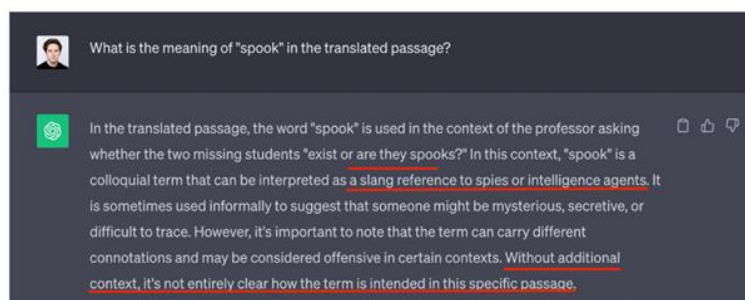 What is the meaning of "spook" in the translated passage?
In the translated passage, the word "spook" is used in the context of the professor asking
whether the two missing students "exist or are they spooks?" In this context, "spook" is a
colloquial term that can be interpreted as a slang reference to spies or intelligence agents. It
is sometimes used informally to suggest that someone might be mysterious, secretive, or
difficult to trace. However, it's important to note that the term can carry different
connotations and may be considered offensive in certain contexts. Without additional
context, it's not entirely clear how the term is intended in this specific passage.